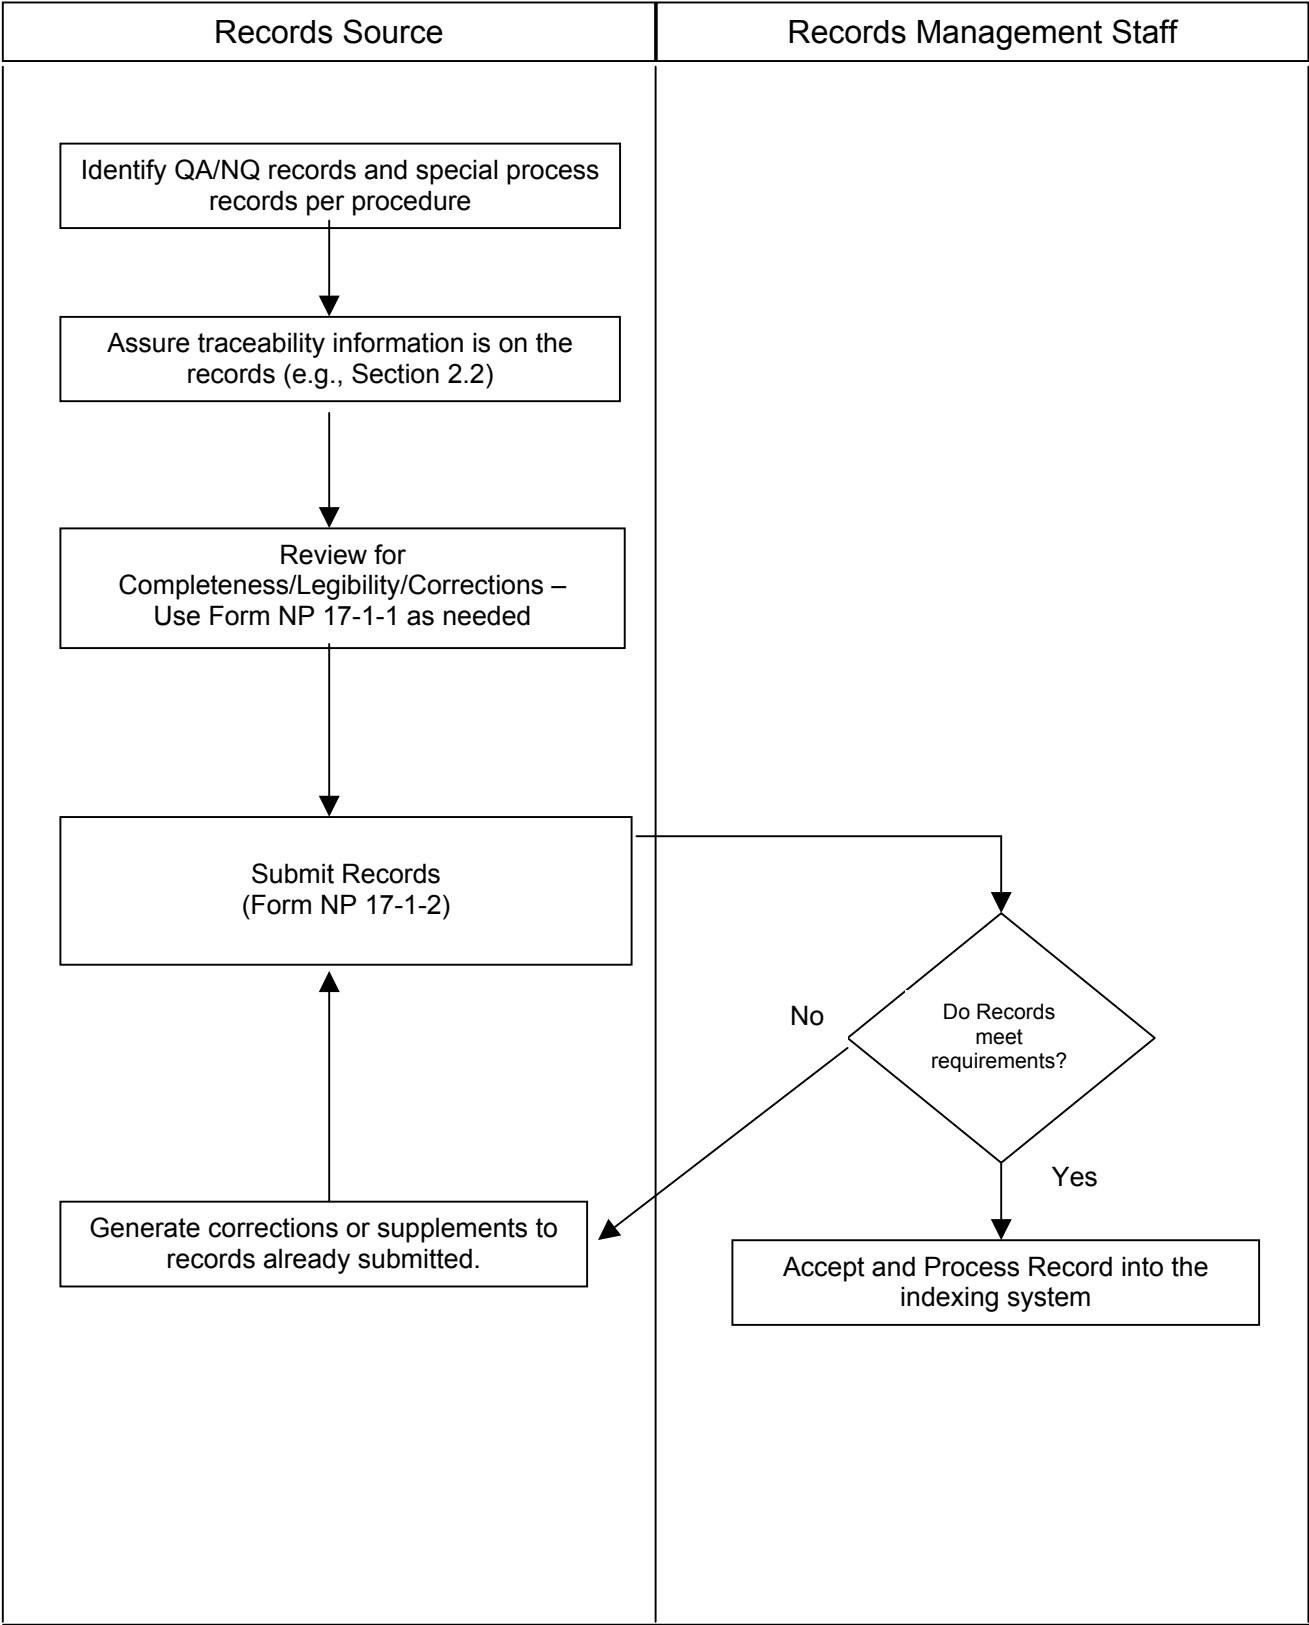 Records Source
Records Management Staff
Identify QA/NQ records and special process
records per procedure
Assure traceability information is on the
records (e.g., Section 2.2)
Review for
Completeness/Legibility/Corrections –
Use Form NP 17-1-1 as needed
Submit Records
(Form NP 17-1-2)
No
Do Records
meet
requirements?
Yes
Generate corrections or supplements to
records already submitted.
Accept and Process Record into the
indexing system